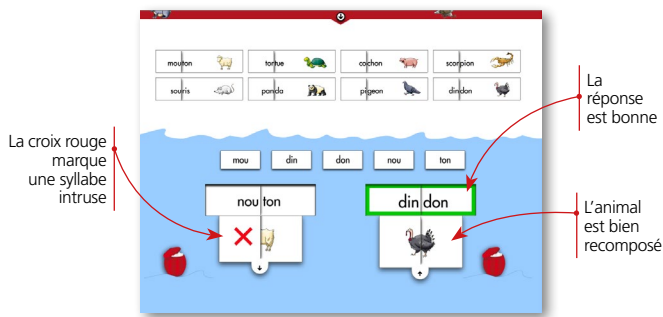 mouton
tortue
cochon
scorpion
souris
panda
pigeon
dindon
La
réponse
est bonne
La croix rouge
marque
une syllabe
intruse
mou
din
don
nou
ton
nou ton
din don
L'animal
est bien
recomposé